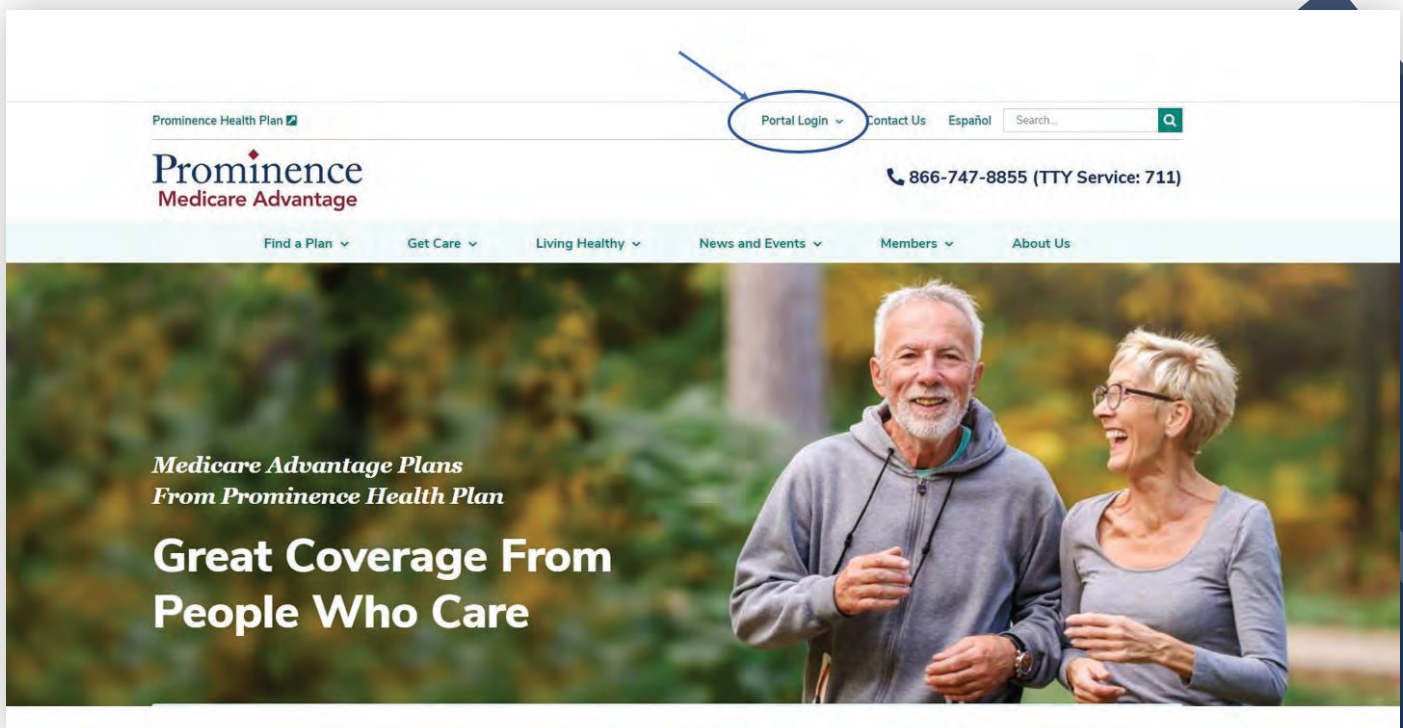 Prominence Health Plan
Portal Login
Contact Us
Español
Search...
Prominence
Medicare Advantage
866-747-8855 (TTY Service: 711)
Find a Plan
Get Care
Living Healthy
News and Events
Members
About Us
Medicare Advantage Plans
From Prominence Health Plan
Great Coverage From
People Who Care